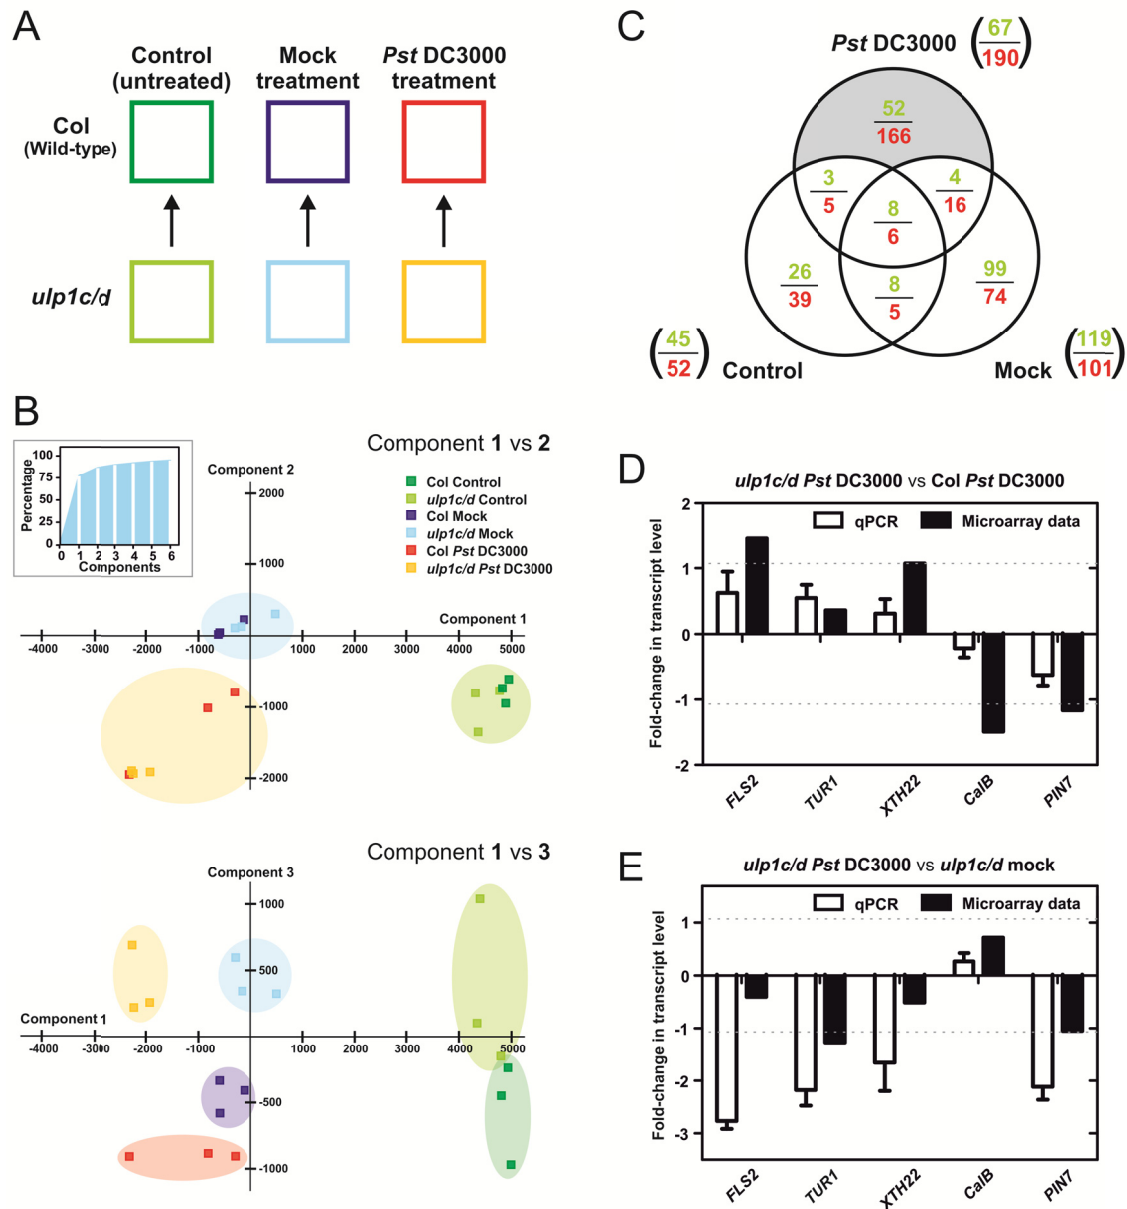 A
Control
(untreated)
Mock
treatment
Pst DC3000
treatment
Col
(Wild-type)
ulp1c/d
B
Component 1 vs 2
Percentage
100
75
50
25
0
0 1 2 3 4 5 6
Components
Component 2
2000
1000
-1000
-2000
Component 1
-4000 -3000 -2000 -1000 1000 2000 3000 4000 5000
Col Control
ulp1c/d Control
Col Mock
ulp1c/d Mock
Col Pst DC3000
ulp1c/d Pst DC3000
Component 1 vs 3
Component 3
1000
500
-500
-1000
Component 1
-4000 -3000 -2000 -1000 1000 2000 3000 4000 5000
C
Pst DC3000
(67/190)
52
166
3
5
4
16
8
6
26
39
8
5
99
74
(45/52)
Control
Mock
(119/101)
D
ulp1c/d Pst DC3000 vs Col Pst DC3000
qPCR
Microarray data
Fold-change in transcript level
2
1
0
-1
-2
FLS2 TUR1 XTH22 CalB PIN7
E
ulp1c/d Pst DC3000 vs ulp1c/d mock
qPCR
Microarray data
Fold-change in transcript level
1
0
-1
-2
-3
FLS2 TUR1 XTH22 CalB PIN7